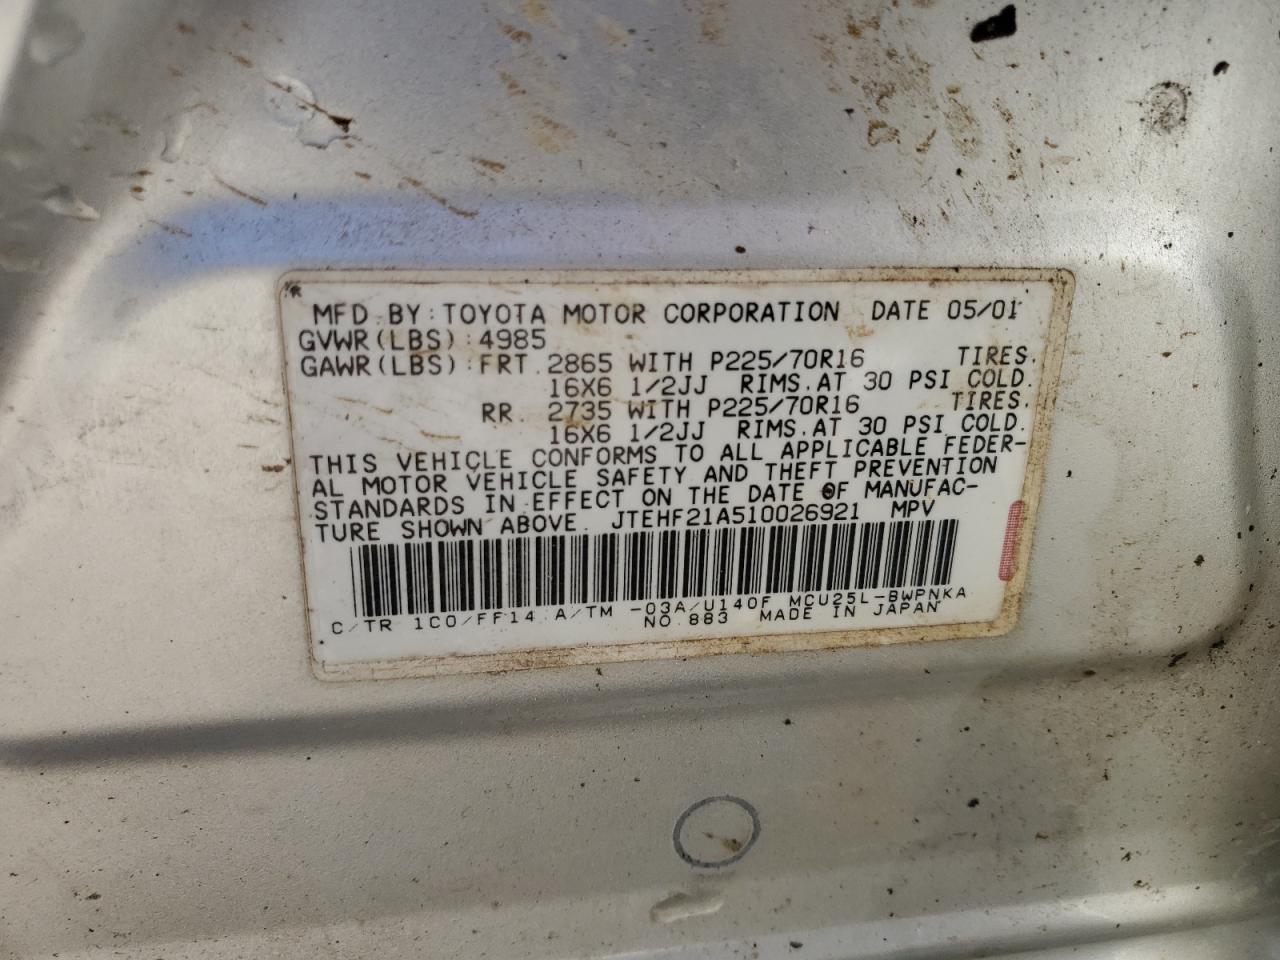 MFD. BY: TOYOTA MOTOR CORPORATION DATE 05/01
GVWR(LBS): 4985
GAWR(LBS): FRT. 2865 WITH P225/70R16 TIRES.
16X6 1/2JJ RIMS. AT 30 PSI COLD.
RR. 2735 WITH P225/70R16 TIRES.
16X6 1/2JJ RIMS. AT 30 PSI COLD.
THIS VEHICLE CONFORMS TO ALL APPLICABLE FEDER-
AL MOTOR VEHICLE SAFETY AND THEFT PREVENTION
STANDARDS IN EFFECT ON THE DATE OF MANUFAC-
TURE SHOWN ABOVE. JTEHF21A510026921 MPV
C/TR 1C0/FF14 A/TM -03A/U140F MCU25L-BWPNKA
NO.883 MADE IN JAPAN